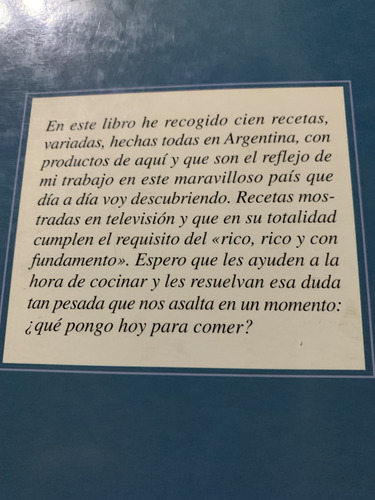 En este libro he recogido cien recetas,
variadas, hechas todas en Argentina, con
productos de aquí y que son el reflejo de
mi trabajo en este maravilloso país que
día a día voy descubriendo. Recetas mos-
tradas en televisión y que en su totalidad
cumplen el requisito del «rico, rico y con
fundamento». Espero que les ayuden a la
hora de cocinar y les resuelvan esa duda
tan pesada que nos asalta en un momento:
¿qué pongo hoy para comer?